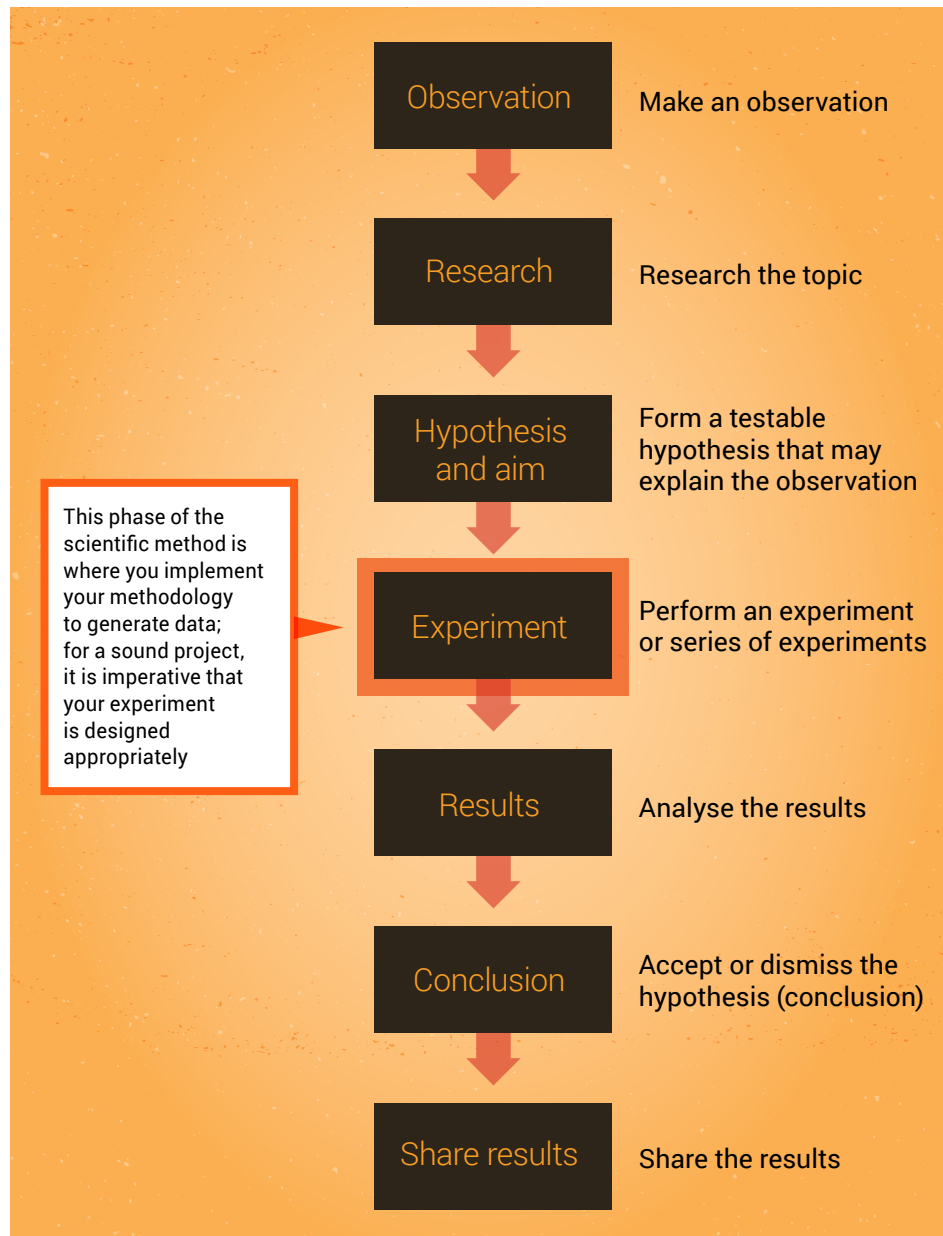 Observation
Make an observation
Research
Research the topic
Hypothesis
and aim
Form a testable
hypothesis that may
explain the observation
This phase of the
scientific method is
where you implement
your methodology
to generate data;
for a sound project,
it is imperative that
your experiment
is designed
appropriately
Experiment
Perform an experiment
or series of experiments
Results
Analyse the results
Conclusion
Accept or dismiss the
hypothesis (conclusion)
Share results
Share the results